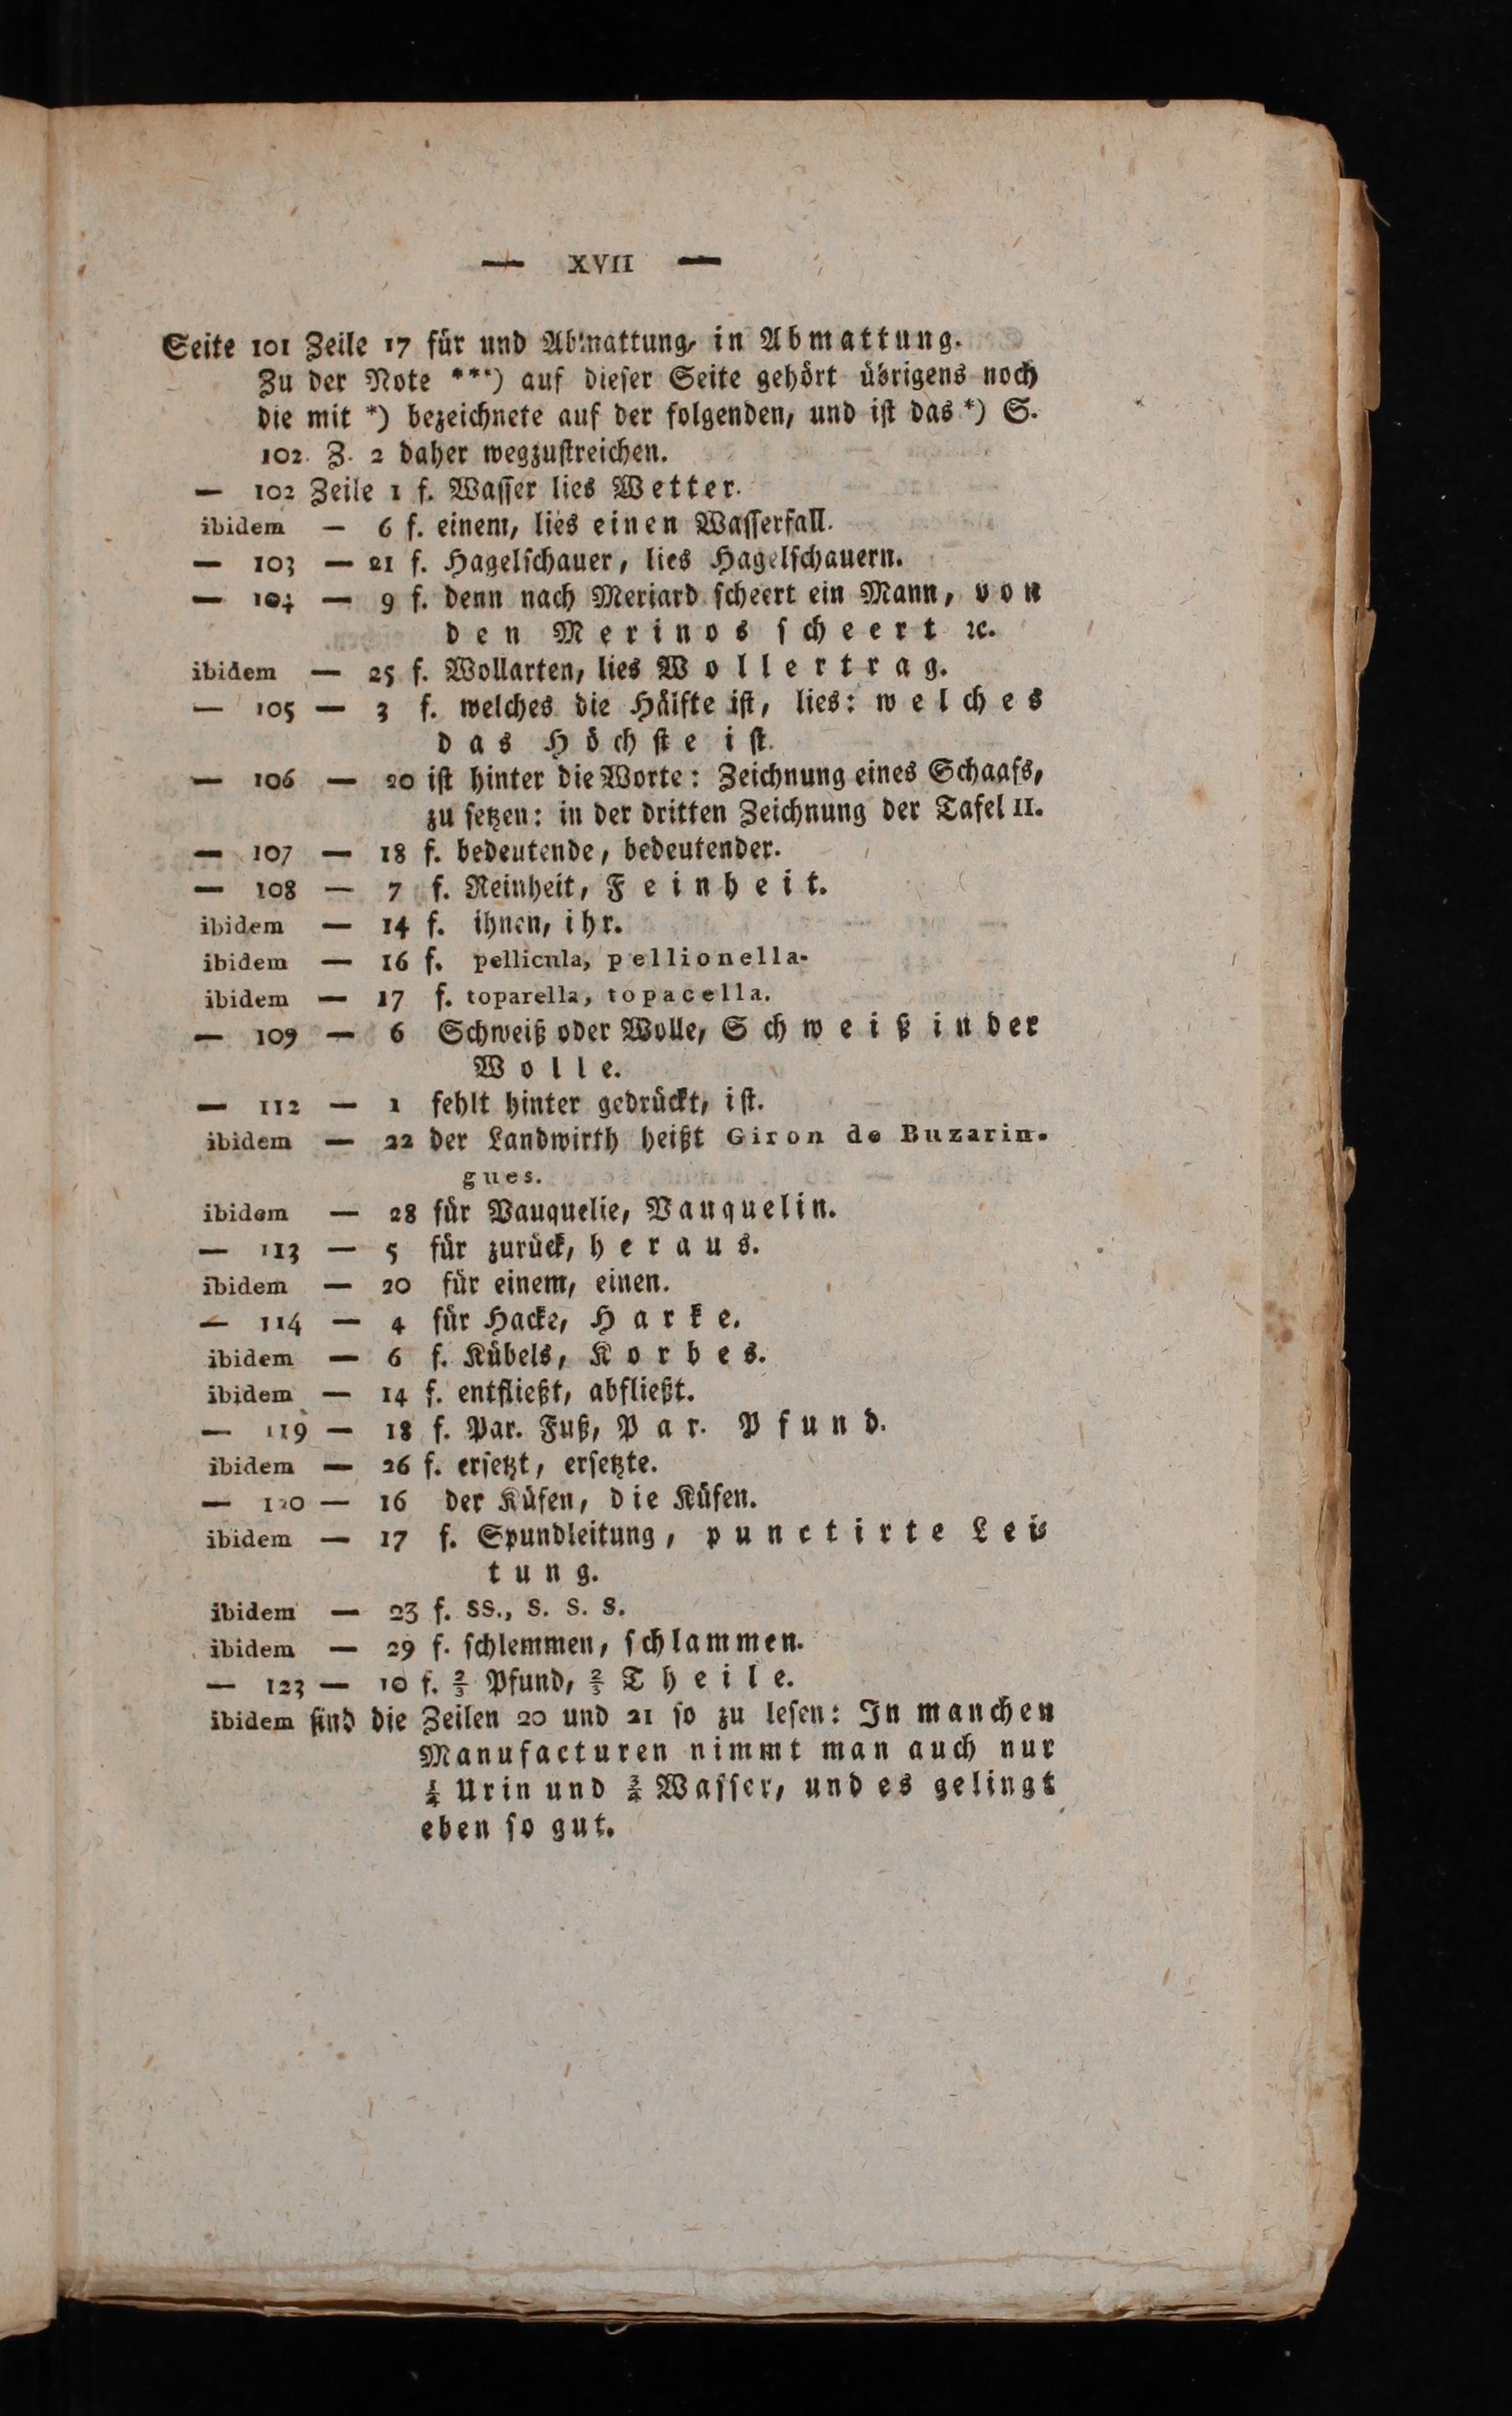 — XVII —
Seite 101 Zeile 17 für und Abmattung, in Abmattung.
Zu der Note ***) auf dieſer Seite gehört übrigens noch
die mit *) bezeichnete auf der folgenden, und iſt das *) S.
102. Z. 2 daher wegzuſtreichen.
— 102 Zeile 1 f. Waſſer lies Wetter.
ibidem — 6 f. einem, lies einen Waſſerfall.
— 103 — 21 f. Hagelſchauer, lies Hagelſchauern.
— 104 — 9 f. denn nach Meriard ſcheert ein Mann, von
den Merinos ſcheert ꝛc.
ibidem — 25 f. Wollarten, lies Wollertrag.
— 105 — 3 f. welches die Hälfte iſt, lies: welches
das Höchſte iſt.
— 106 — 20 iſt hinter die Worte: Zeichnung eines Schaafs,
zu ſetzen: in der dritten Zeichnung der Tafel II.
— 107 — 18 f. bedeutende, bedeutender.
— 108 — 7 f. Reinheit, Feinheit.
ibidem — 14 f. ihnen, ihr.
ibidem — 16 f. pellicula, pellionella.
ibidem — 17 f. toparella, topacella.
— 109 — 6 Schweiß oder Wolle, Schweiß in der
Wolle.
— 112 — 1 fehlt hinter gedrückt, iſt.
ibidem — 22 der Landwirth heißt Giron de Buzarin-
gues.
ibidem — 28 für Vauquelie, Vauquelin.
— 113 — 5 für zurück, heraus.
ibidem — 20 für einem, einen.
— 114 — 4 für Hacke, Harke.
ibidem — 6 f. Kübels, Korbes.
ibidem — 14 f. entfließt, abfließt.
— 119 — 18 f. Par. Fuß, Par. Pfund.
ibidem — 26 f. erſetzt, erſetzte.
— 120 — 16 der Küfen, die Küfen.
ibidem — 17 f. Spundleitung, punctirte Lei-
tung.
ibidem — 23 f. SS., S. S. S.
ibidem — 29 f. ſchlemmen, ſchlammen.
— 123 — 10 f. ⅔ Pfund, ⅔ Theile.
ibidem ſind die Zeilen 20 und 21 ſo zu leſen: In manchen
Manufacturen nimmt man auch nur
¼ Urin und ¾ Waſſer, und es gelingt
eben ſo gut.